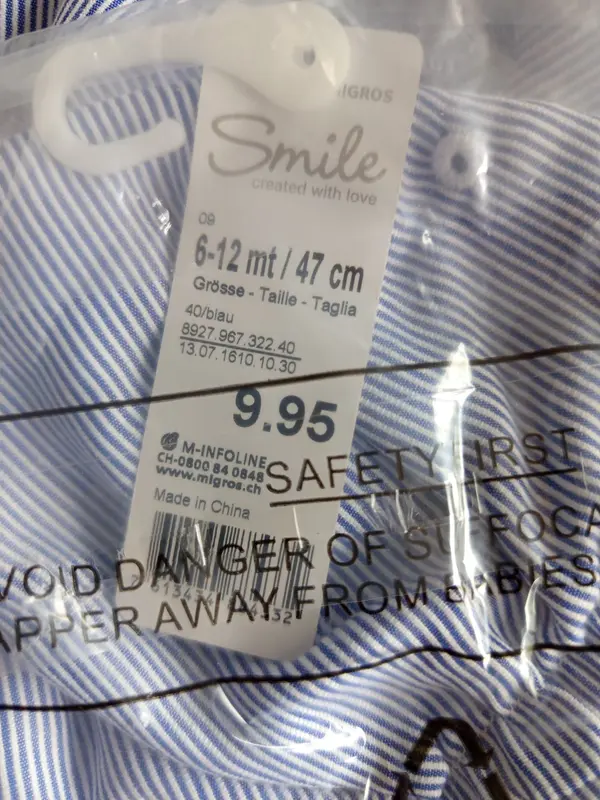 MIGROS
Smile
created with love
09
6-12 mt / 47 cm
Grösse - Taille - Taglia
40/blau
8927.967.322.40
13.07.1610.10.30
9.95
M-INFOLINE
CH-0800 84 0848
www.migros.ch
Made in China
SAFETY FIRST
VOID DANGER OF SUFFOCA
APPER AWAY FROM BABIES